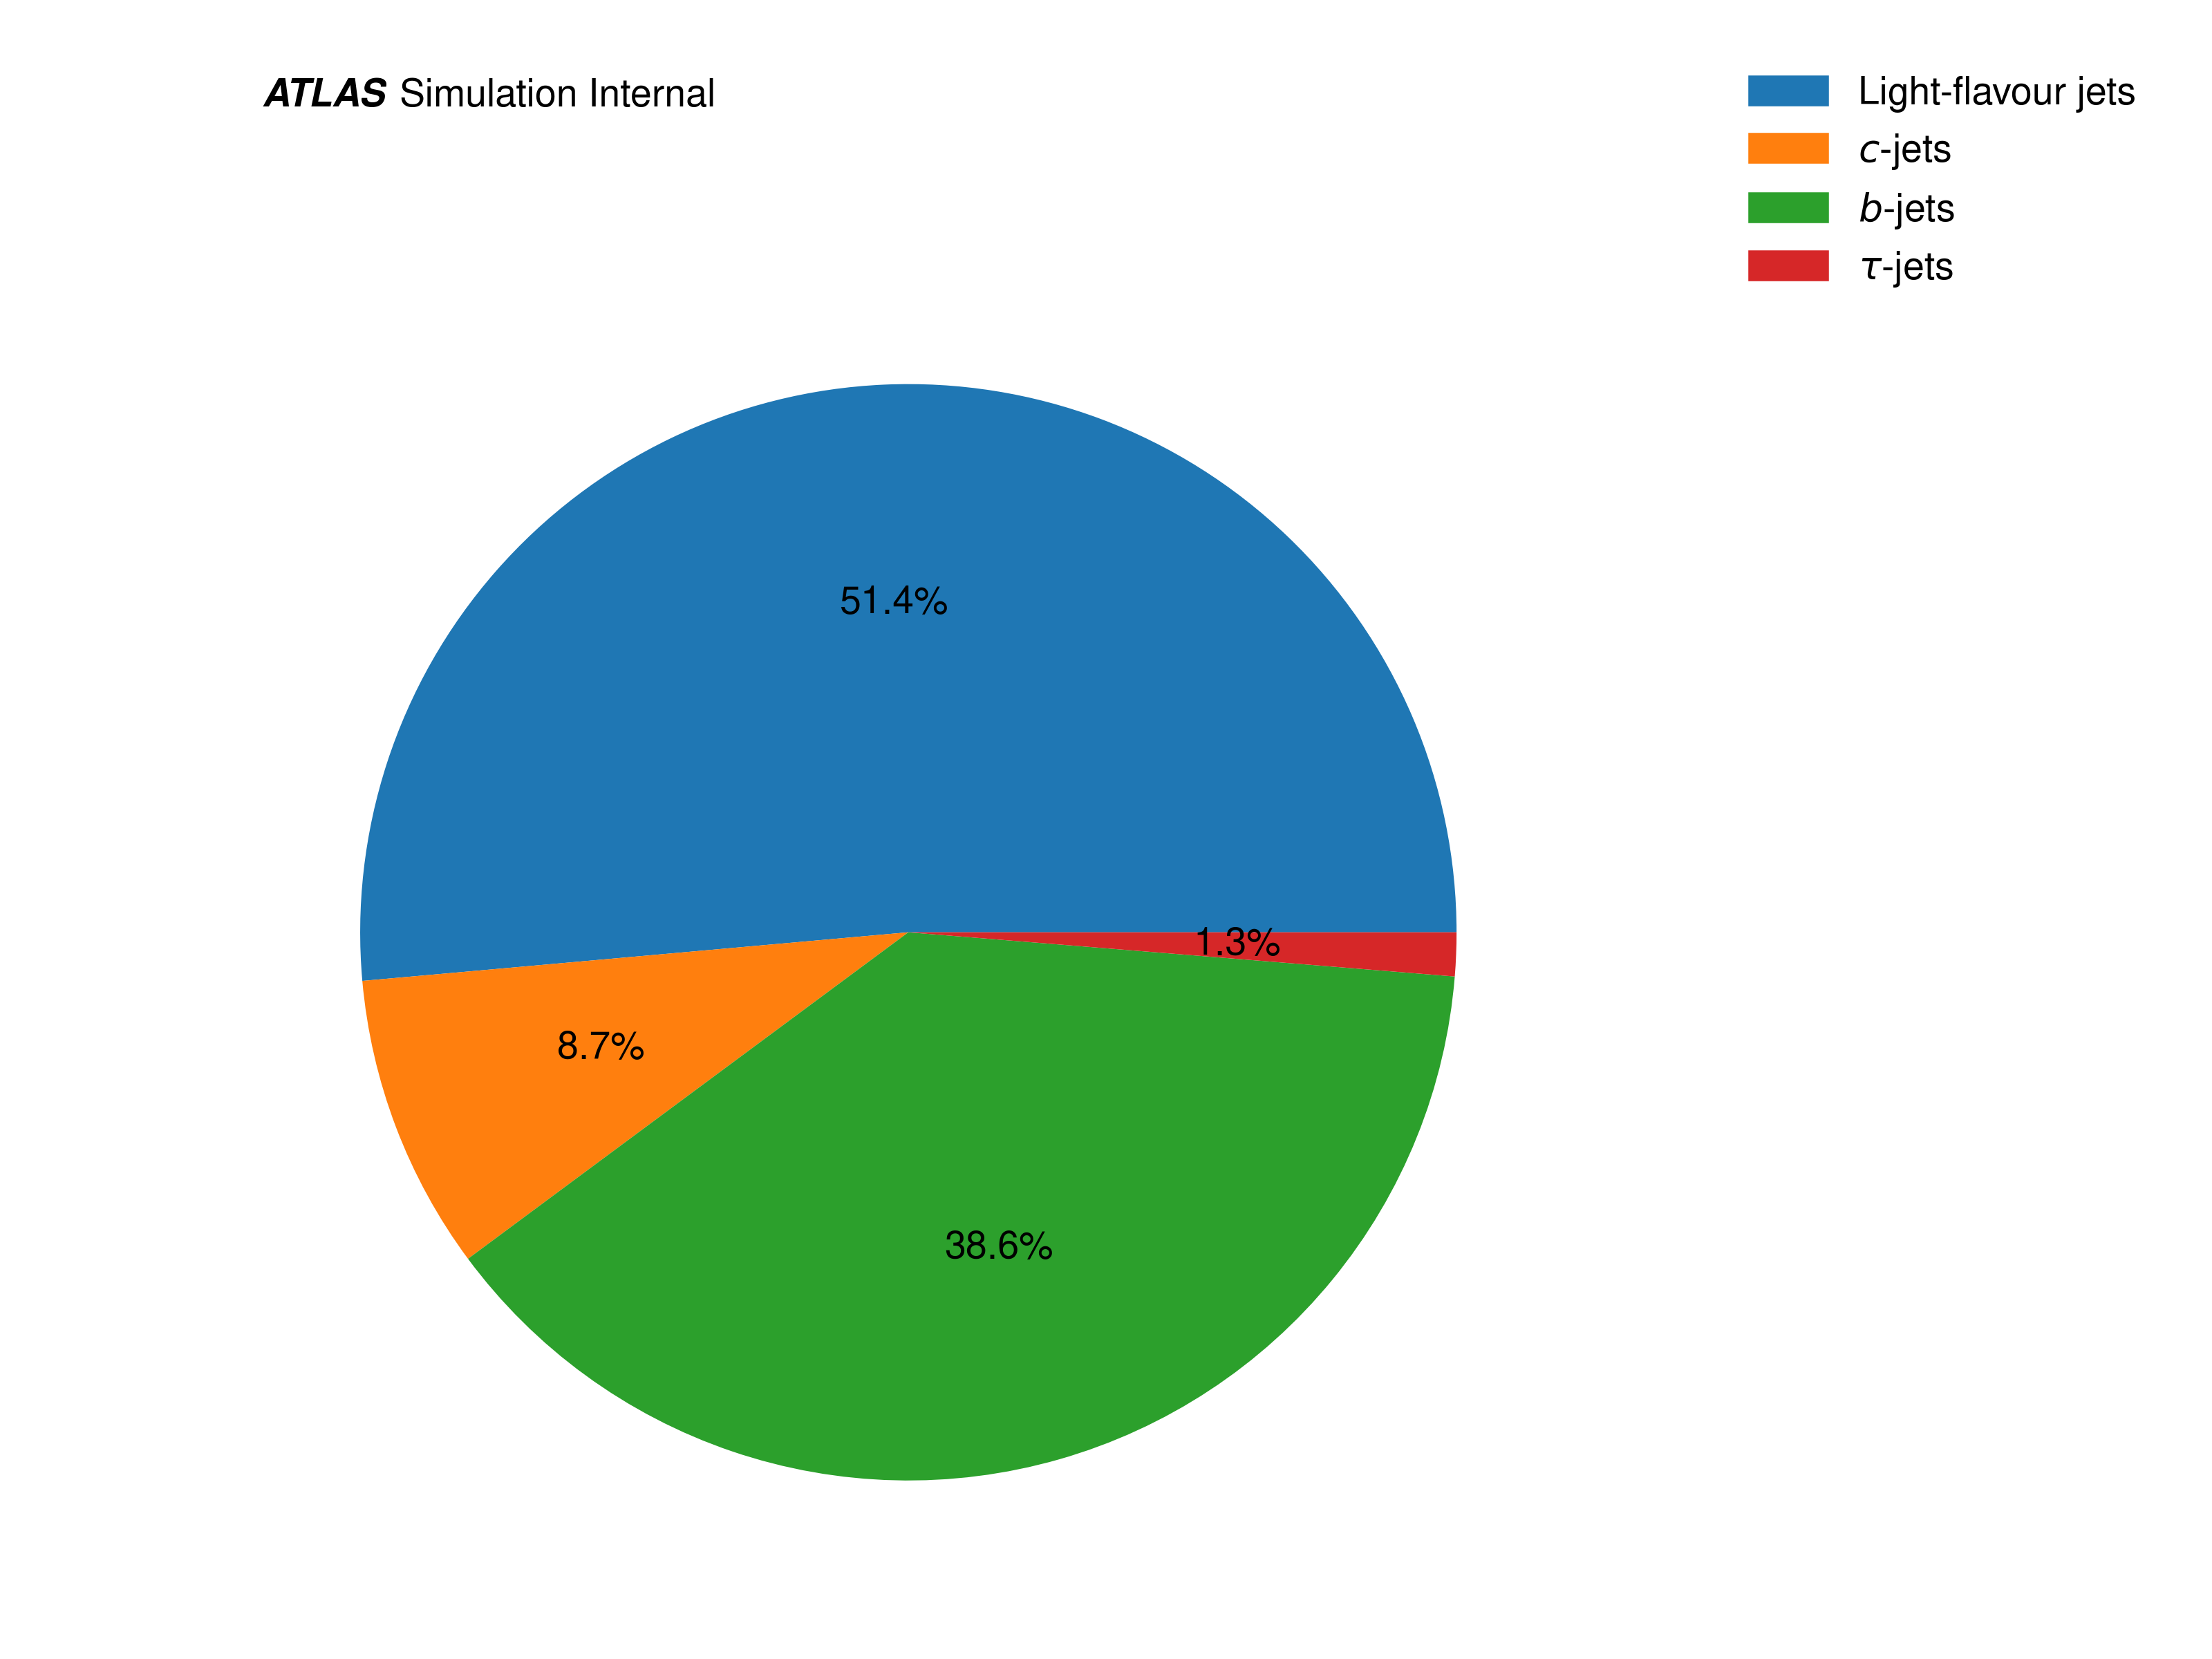 ATLAS Simulation Internal
Light-flavour jets
c-jets
b-jets
τ-jets
51.4%
1.3%
8.7%
38.6%